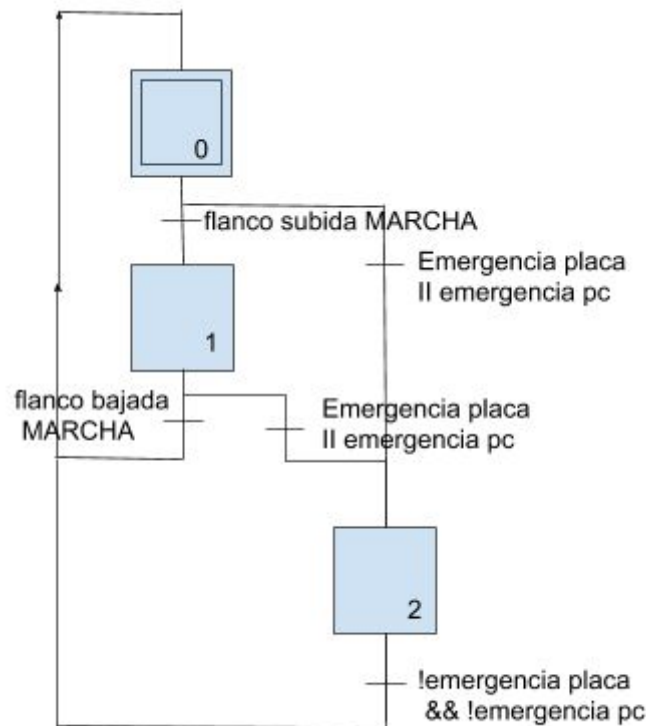 0
flanco subida MARCHA
Emergencia placa
II emergencia pc
1
flanco bajada
MARCHA
Emergencia placa
II emergencia pc
2
!emergencia placa
&& !emergencia pc